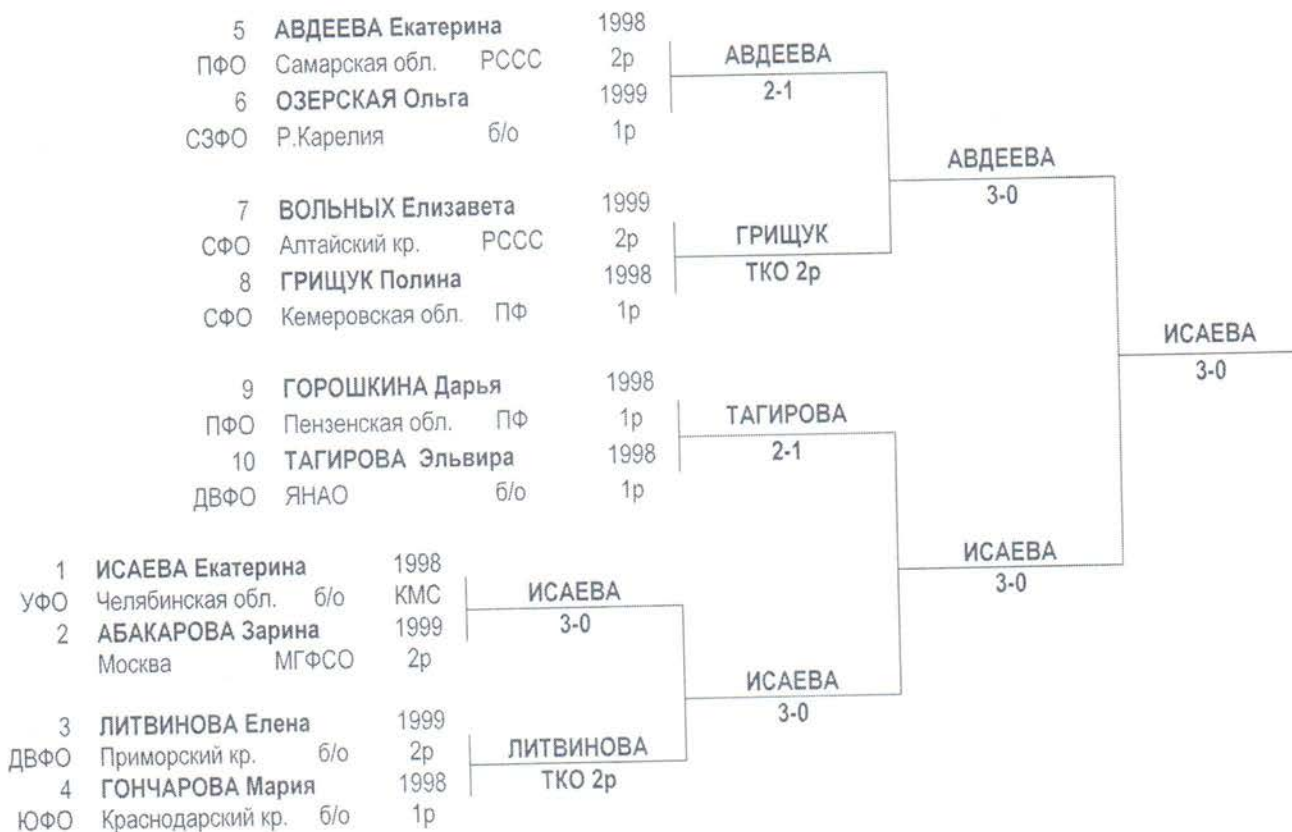 5 АВДЕЕВА Екатерина 1998
ПФО Самарская обл. РССС 2р
6 ОЗЕРСКАЯ Ольга 1999
СЗФО Р.Карелия б/о 1р
АВДЕЕВА
2-1
7 ВОЛЬНЫХ Елизавета 1999
СФО Алтайский кр. РССС 2р
8 ГРИЩУК Полина 1998
СФО Кемеровская обл. ПФ 1р
ГРИЩУК
ТКО 2р
АВДЕЕВА
3-0
9 ГОРОШКИНА Дарья 1998
ПФО Пензенская обл. ПФ 1р
10 ТАГИРОВА Эльвира 1998
ДВФО ЯНАО б/о 1р
ТАГИРОВА
2-1
1 ИСАЕВА Екатерина 1998
УФО Челябинская обл. б/о КМС
2 АБАКАРОВА Зарина 1999
Москва МГФСО 2р
ИСАЕВА
3-0
3 ЛИТВИНОВА Елена 1999
ДВФО Приморский кр. б/о 2р
4 ГОНЧАРОВА Мария 1998
ЮФО Краснодарский кр. б/о 1р
ЛИТВИНОВА
ТКО 2р
ИСАЕВА
3-0
ИСАЕВА
3-0
ИСАЕВА
3-0